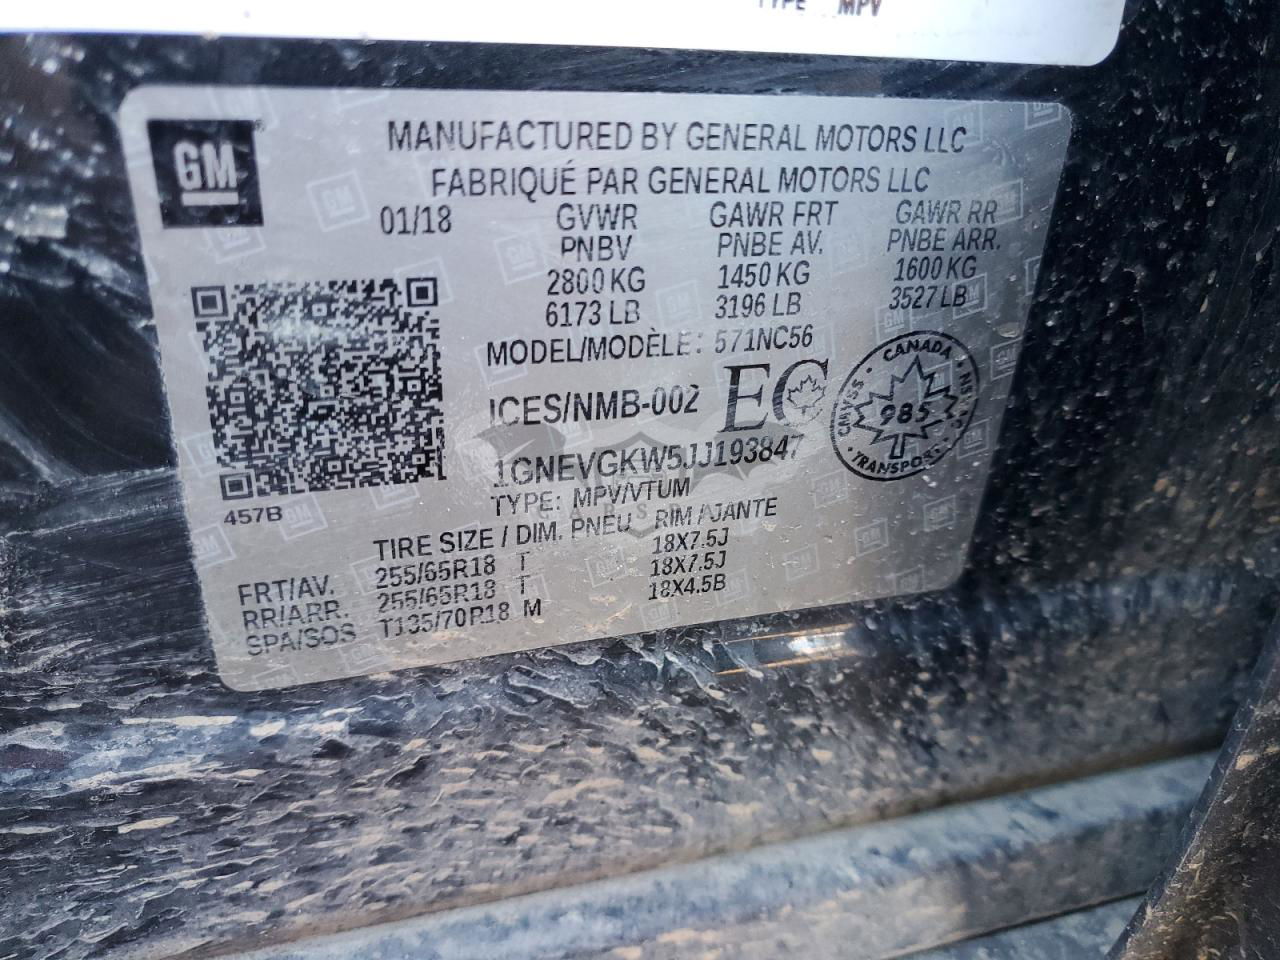 TYPE MPV
GM
MANUFACTURED BY GENERAL MOTORS LLC
FABRIQUÉ PAR GENERAL MOTORS LLC
01/18 GVWR GAWR FRT GAWR RR
PNBV PNBE AV. PNBE ARR.
2800 KG 1450 KG 1600 KG
6173 LB 3196 LB 3527 LB
MODEL/MODÈLE: 571NC56
ICES/NMB-002 EC
CANADA
CMVSS 985 NSVAC
TRANSPORT
1GNEVGKW5JJ193847
TYPE: MPV/VTUM
457B
TIRE SIZE / DIM. PNEU RIM /JANTE
FRT/AV. 255/65R18 T 18X7.5J
RR/ARR. 255/65R18 T 18X7.5J
SPA/SOS T135/70R18 M 18X4.5B